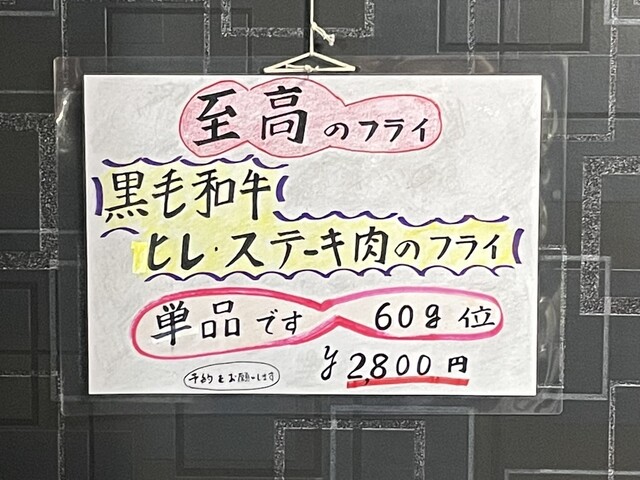 至高のフライ
黒毛和牛
ヒレ・ステーキ肉のフライ
単品です 60g位
¥2,800円
予約をお願いします